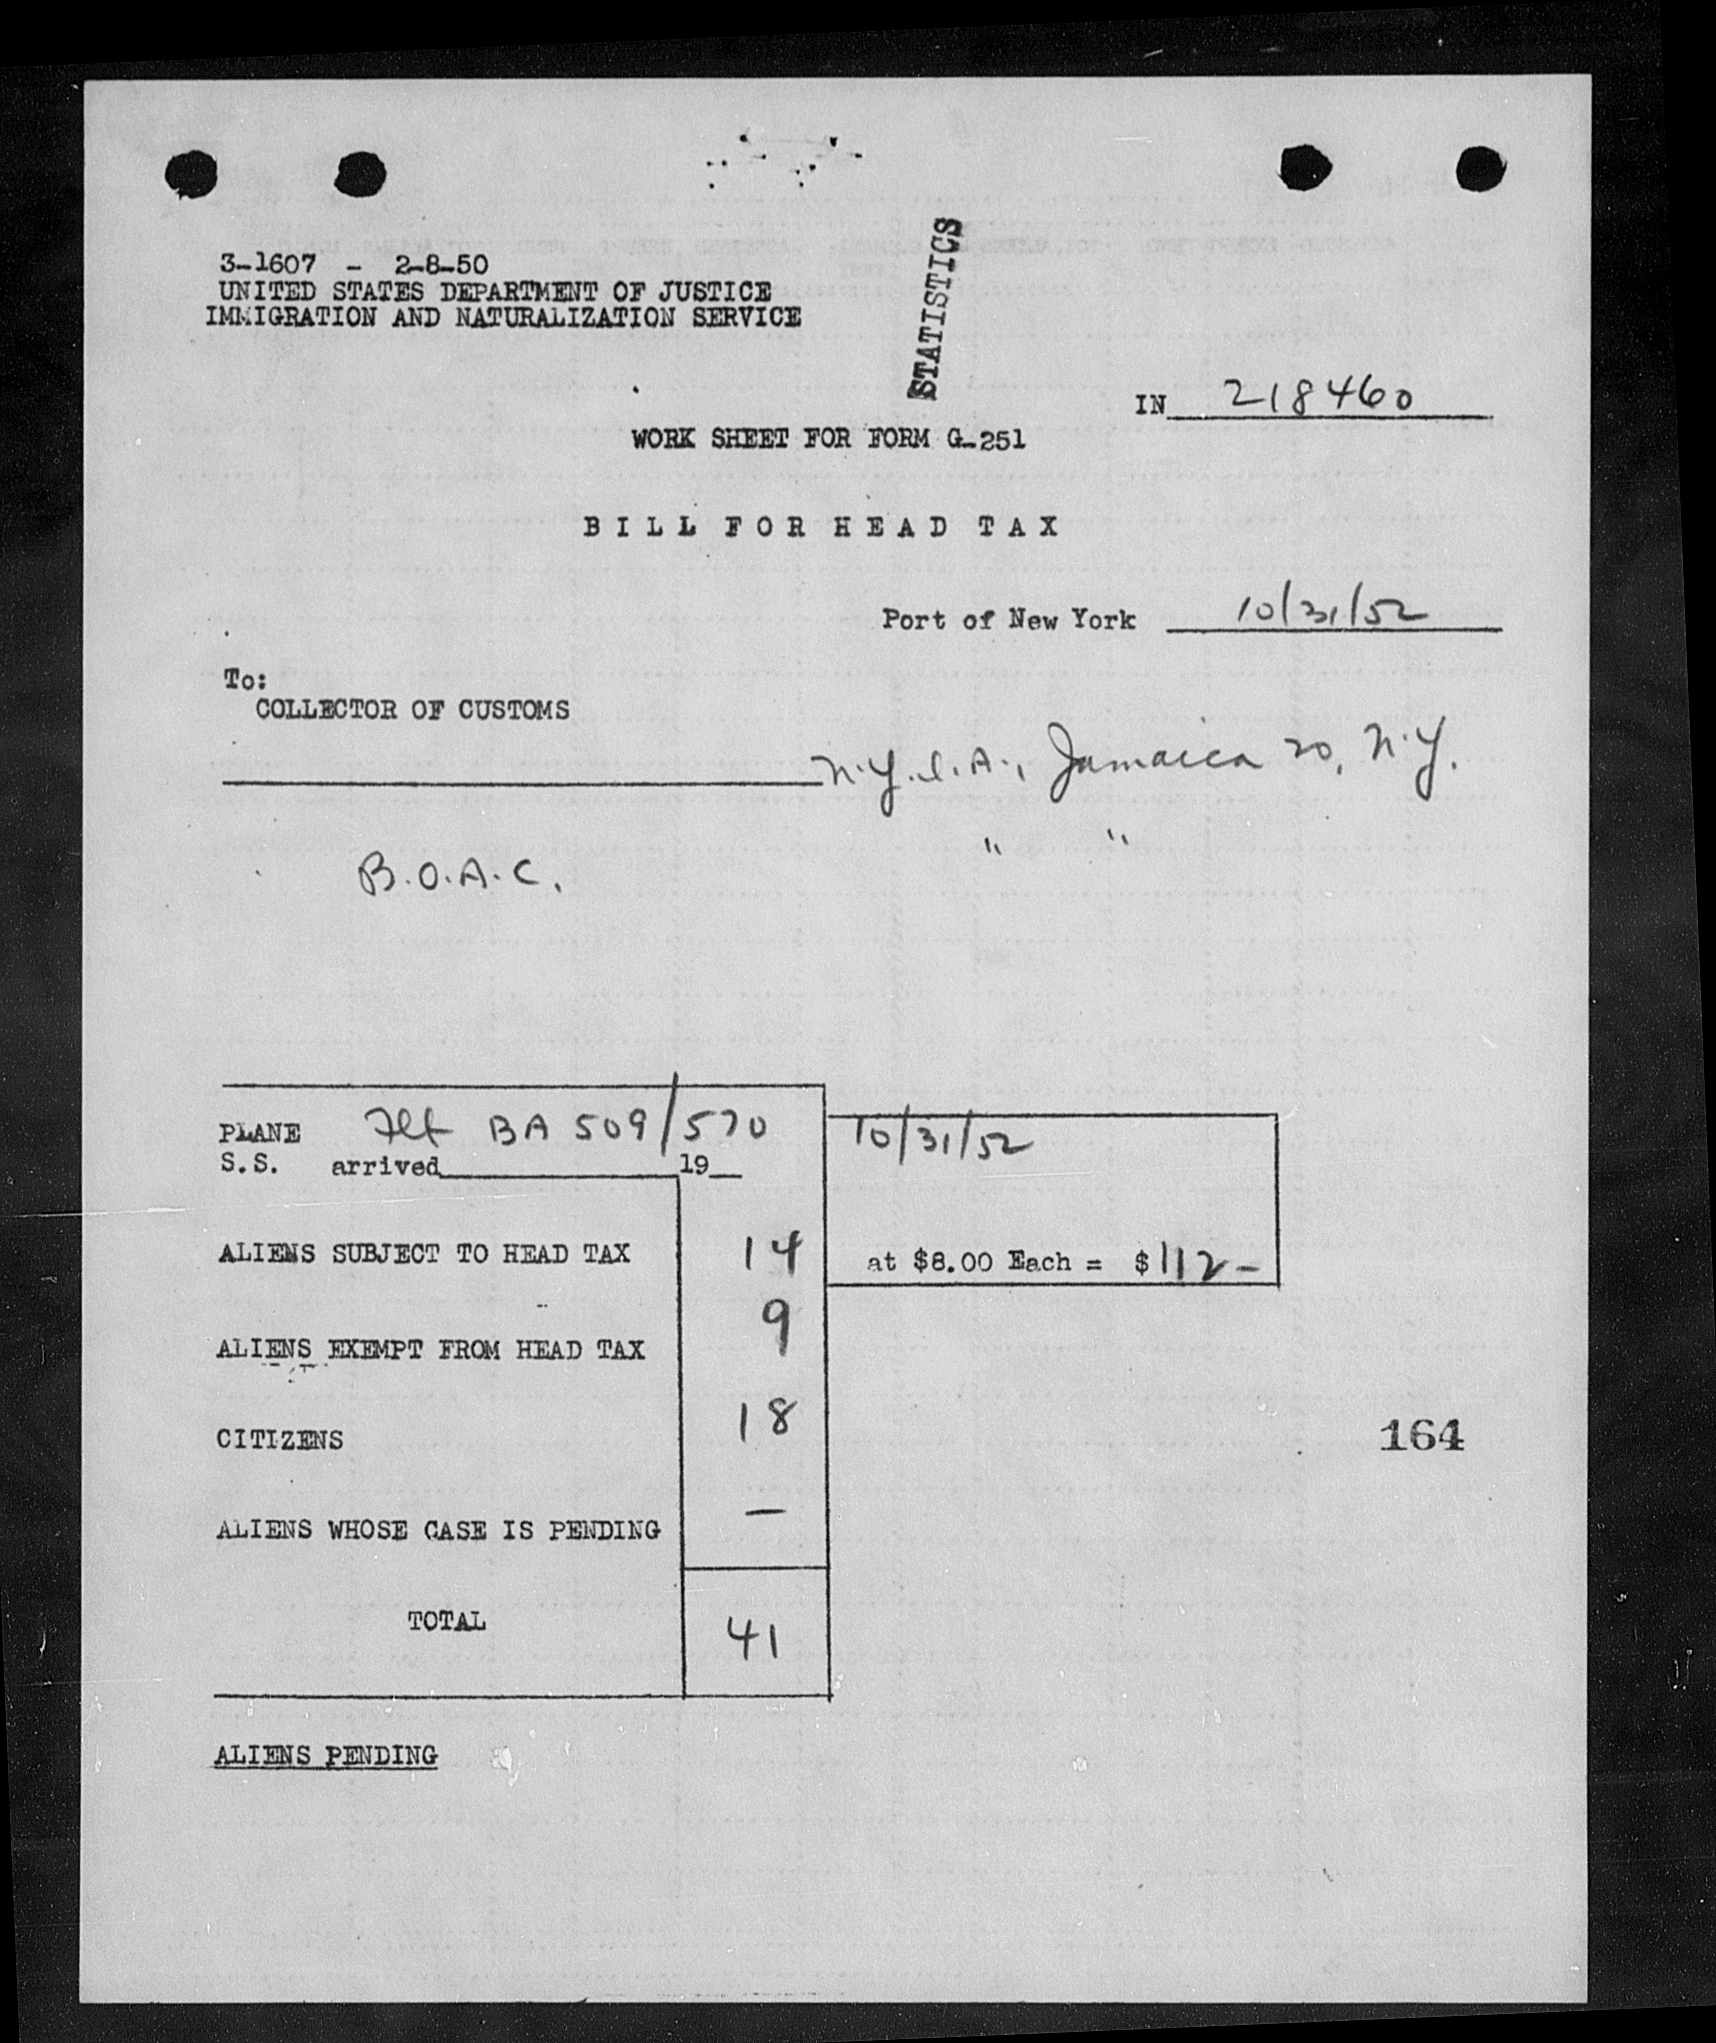 3-1607 - 2-8-50
UNITED STATES DEPARTMENT OF JUSTICE
IMMIGRATION AND NATURALIZATION SERVICE
STATISTICS
IN 218460
WORK SHEET FOR FORM G-251
BILL FOR HEAD TAX
Port of New York 10/31/52
To:
COLLECTOR OF CUSTOMS
N.Y.I.A., Jamaica 20, N.Y.
" "
B.O.A.C.
PLANE Flt BA 509/570 10/31/52
S.S. arrived 19
ALIENS SUBJECT TO HEAD TAX 14 at $8.00 Each = $112-
ALIENS EXEMPT FROM HEAD TAX 9
CITIZENS 18
164
ALIENS WHOSE CASE IS PENDING —
TOTAL 41
ALIENS PENDING